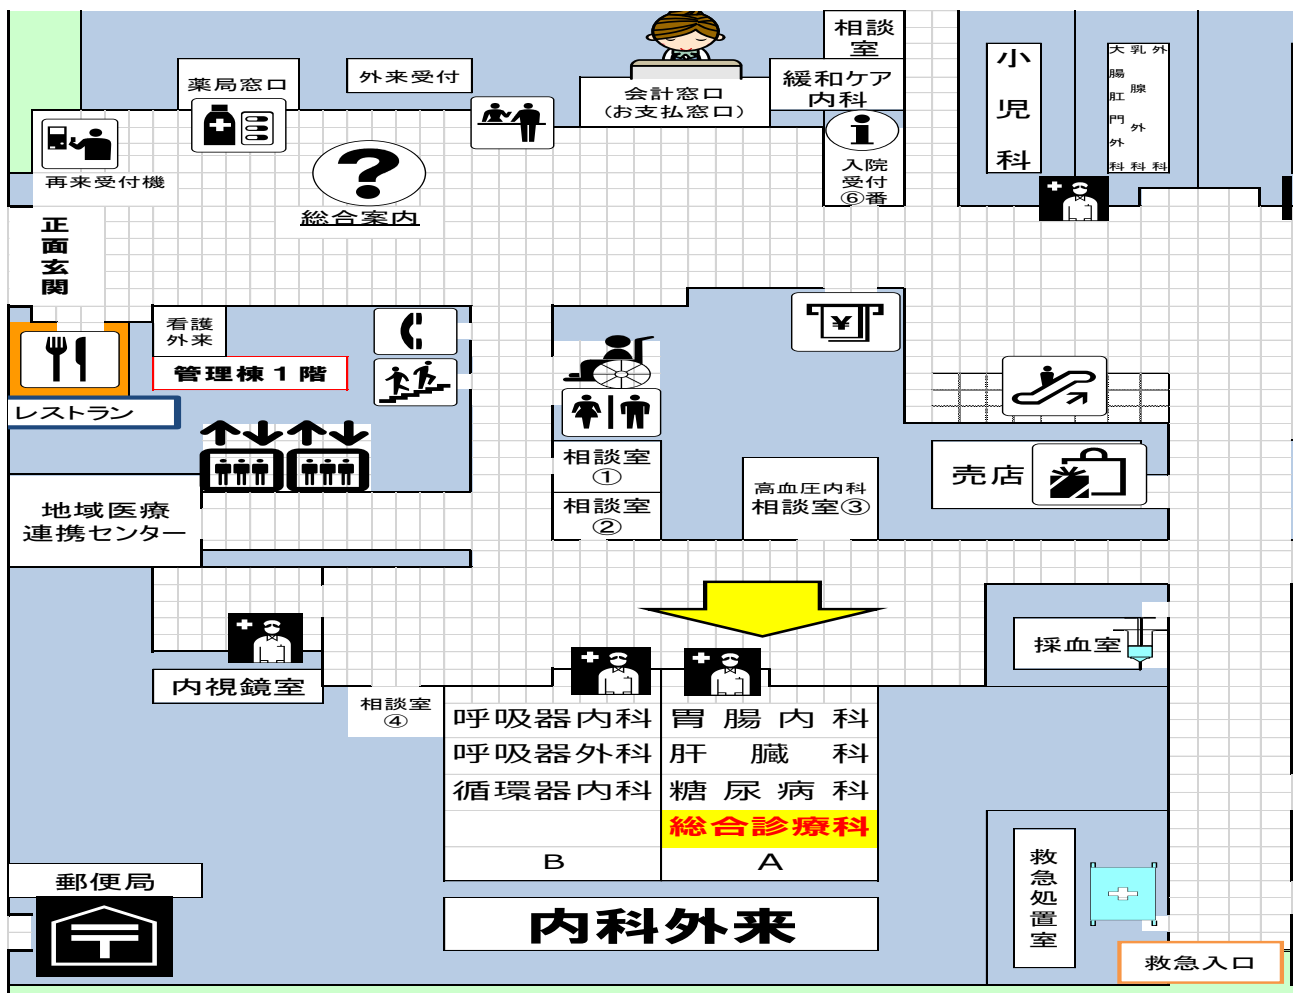 相談
室
薬局窓口
外来受付
会計窓口
(お支払窓口)
緩和ケア
内科
小
児
科
大腸肛門外科
乳腺外科
外科
再来受付機
?
総合案内
i
入院
受付
⑥番
正
面
玄
関
看護
外来
管理棟1階
レストラン
¥
相談室
①
相談室
②
高血圧内科
相談室③
売店
地域医療
連携センター
採血室
内視鏡室
相談室
④
呼吸器内科
呼吸器外科
循環器内科
B
胃腸内科
肝臓科
糖尿病科
総合診療科
A
内科外来
郵便局
〒
救
急
処
置
室
救急入口